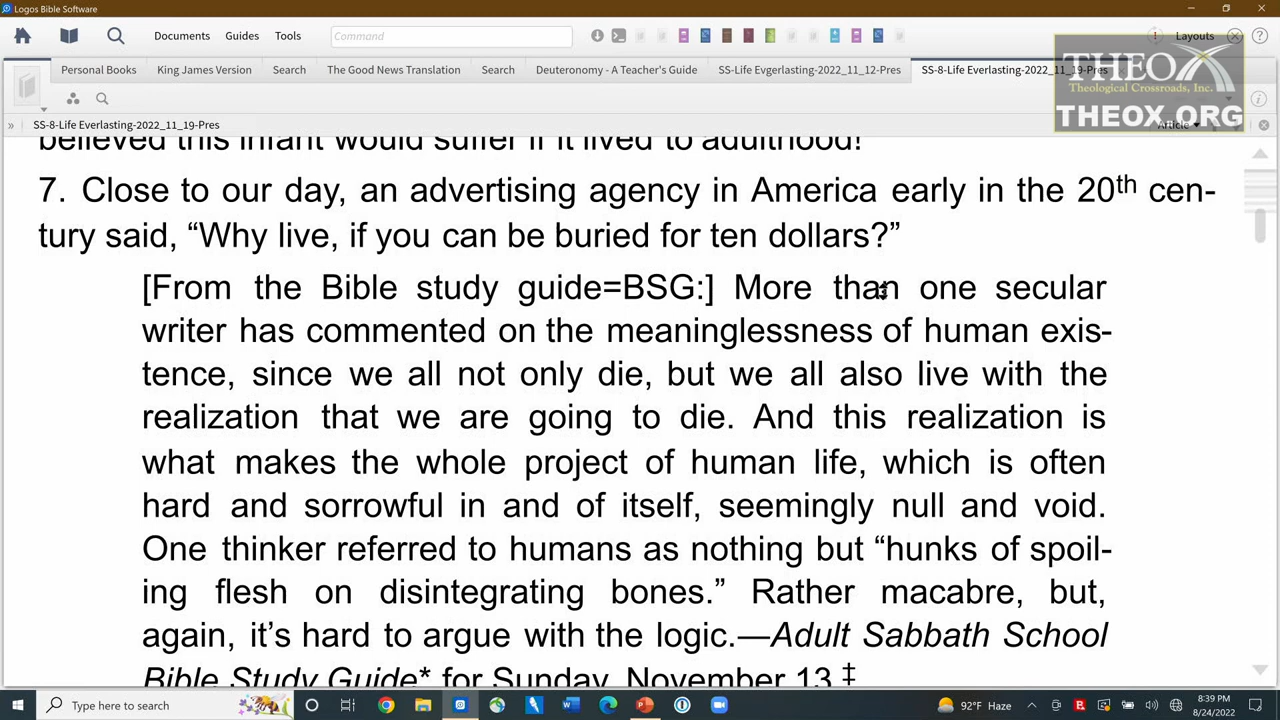 Logos Bible Software
Documents Guides Tools Command Layouts
Personal Books King James Version Search The Consummation Search Deuteronomy - A Teacher's Guide SS-Life Evgerlasting-2022_11_12-Pres SS-8-Life Everlasting-2022_11_19-Pres
THEOX
Theological Crossroads, Inc.
THEOX.ORG
SS-8-Life Everlasting-2022_11_19-Pres Article
believed this infant would suffer if it lived to adulthood!
7. Close to our day, an advertising agency in America early in the 20th cen-
tury said, “Why live, if you can be buried for ten dollars?”
[From the Bible study guide=BSG:] More than one secular
writer has commented on the meaninglessness of human exis-
tence, since we all not only die, but we all also live with the
realization that we are going to die. And this realization is
what makes the whole project of human life, which is often
hard and sorrowful in and of itself, seemingly null and void.
One thinker referred to humans as nothing but “hunks of spoil-
ing flesh on disintegrating bones.” Rather macabre, but,
again, it’s hard to argue with the logic.—Adult Sabbath School
Bible Study Guide* for Sunday, November 13.‡
Type here to search
92°F Haze
8:39 PM
8/24/2022